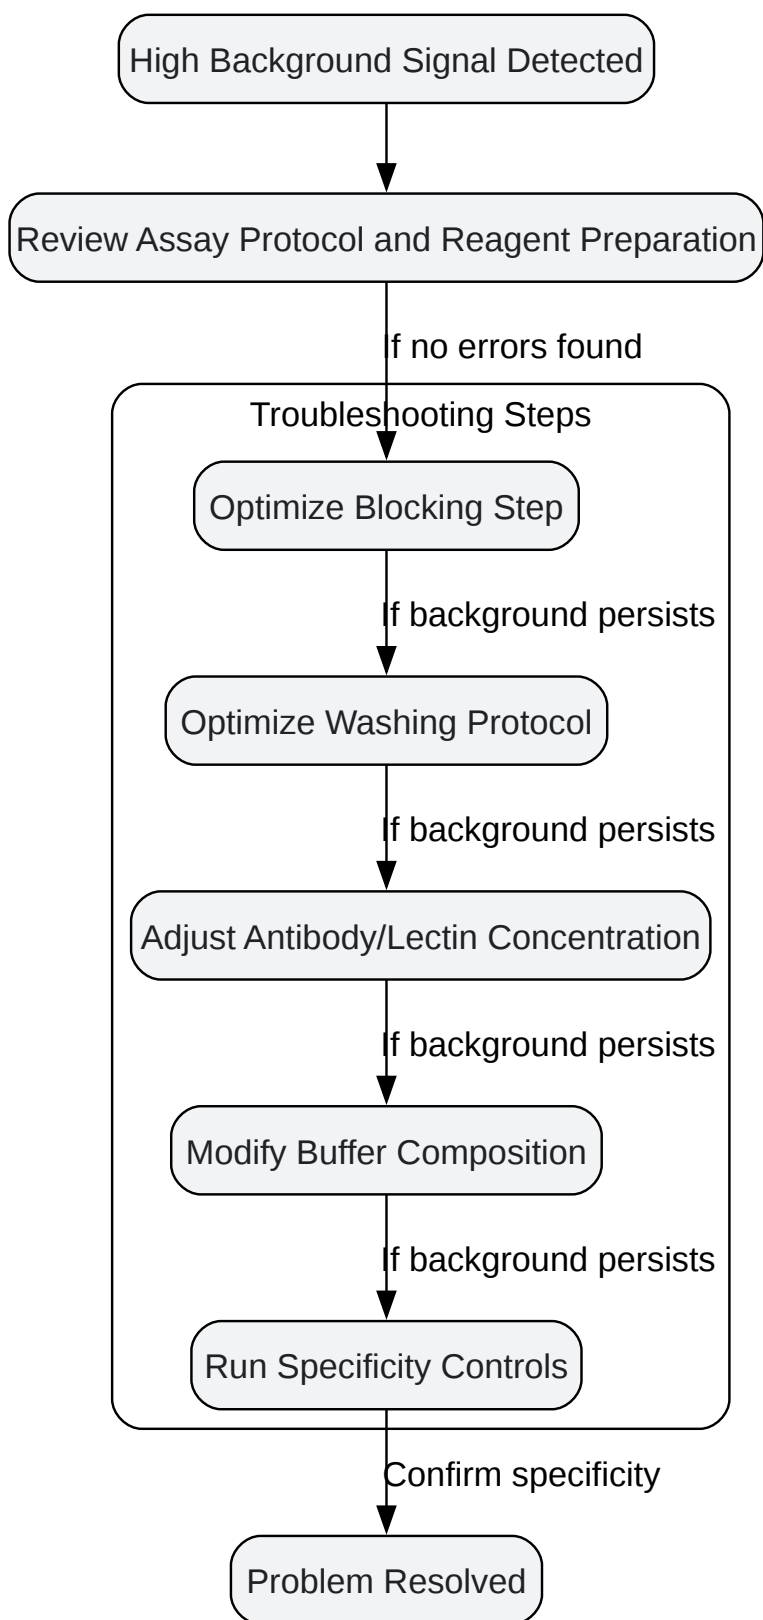 High Background Signal Detected
Review Assay Protocol and Reagent Preparation
If no errors found
Troubleshooting Steps
Optimize Blocking Step
If background persists
Optimize Washing Protocol
If background persists
Adjust Antibody/Lectin Concentration
If background persists
Modify Buffer Composition
If background persists
Run Specificity Controls
Confirm specificity
Problem Resolved